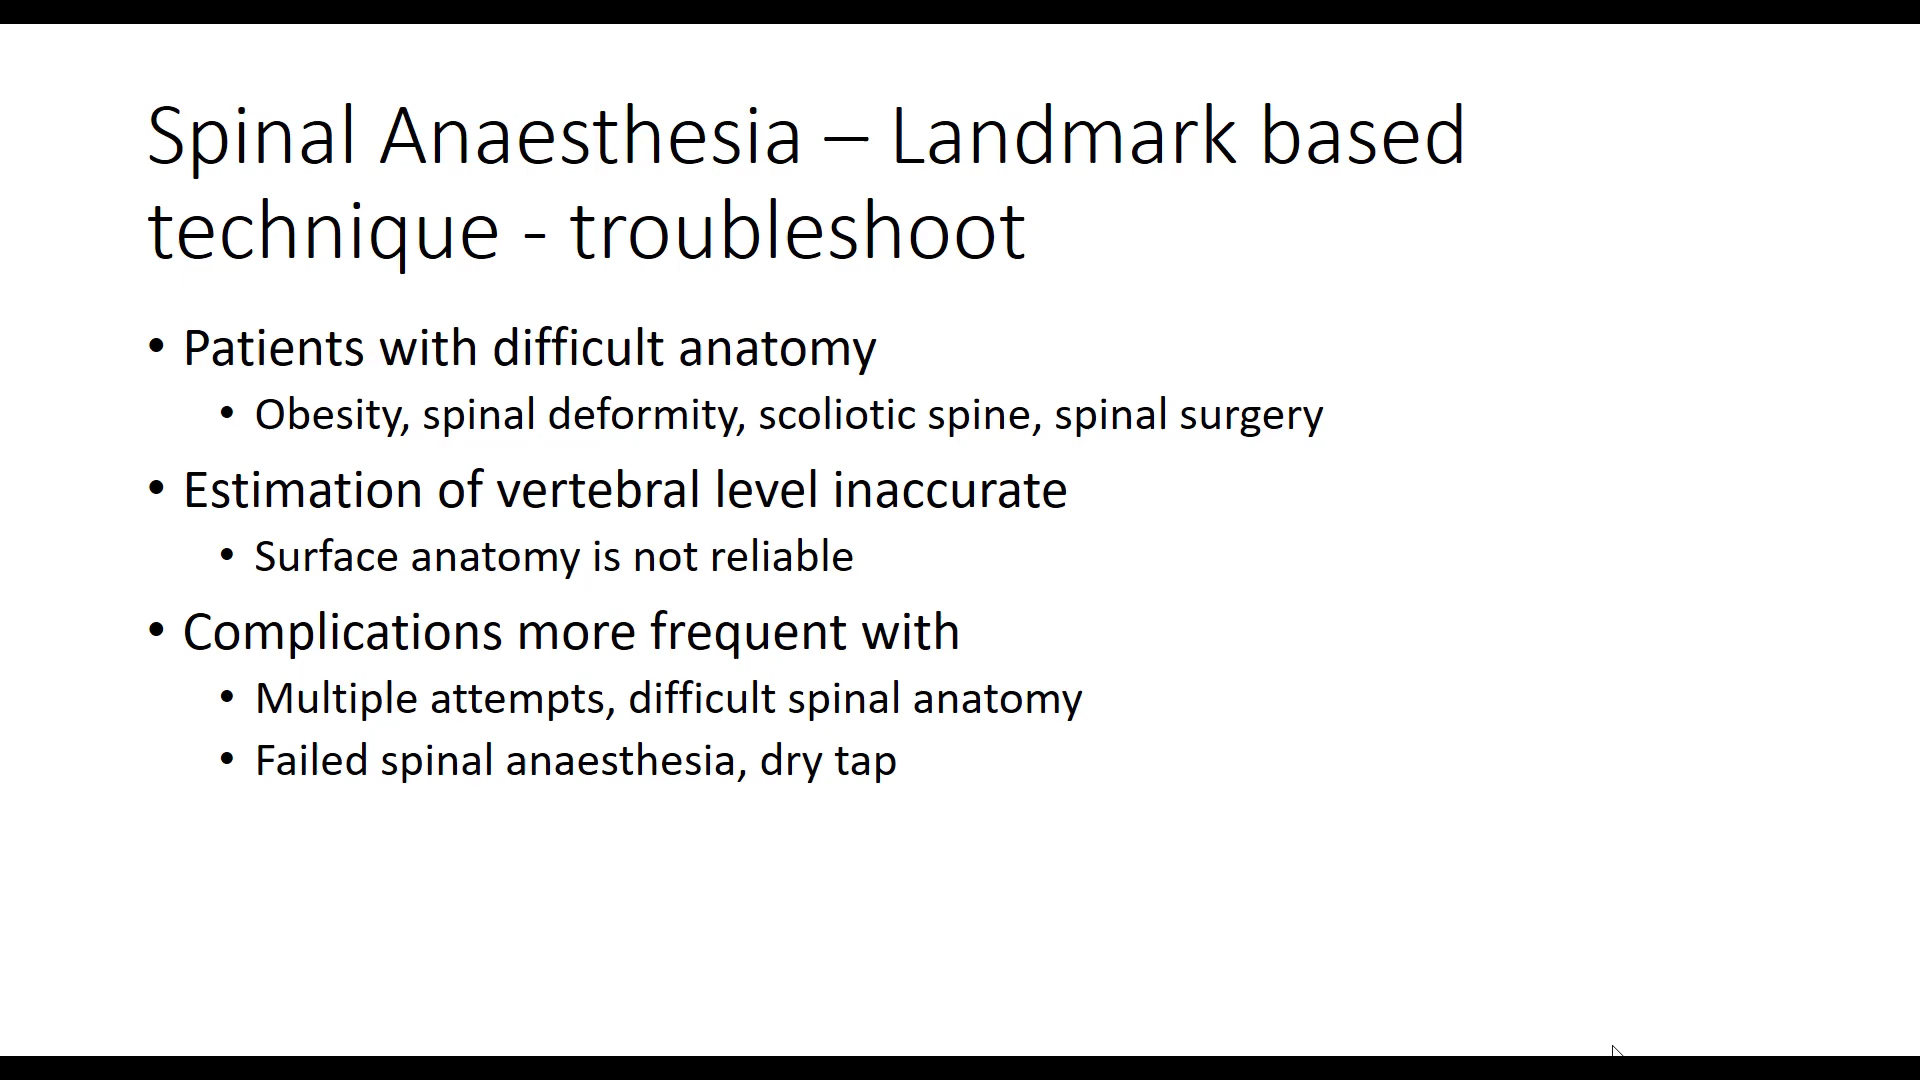 Spinal Anaesthesia – Landmark based
technique - troubleshoot
• Patients with difficult anatomy
• Obesity, spinal deformity, scoliotic spine, spinal surgery
• Estimation of vertebral level inaccurate
• Surface anatomy is not reliable
• Complications more frequent with
• Multiple attempts, difficult spinal anatomy
• Failed spinal anaesthesia, dry tap